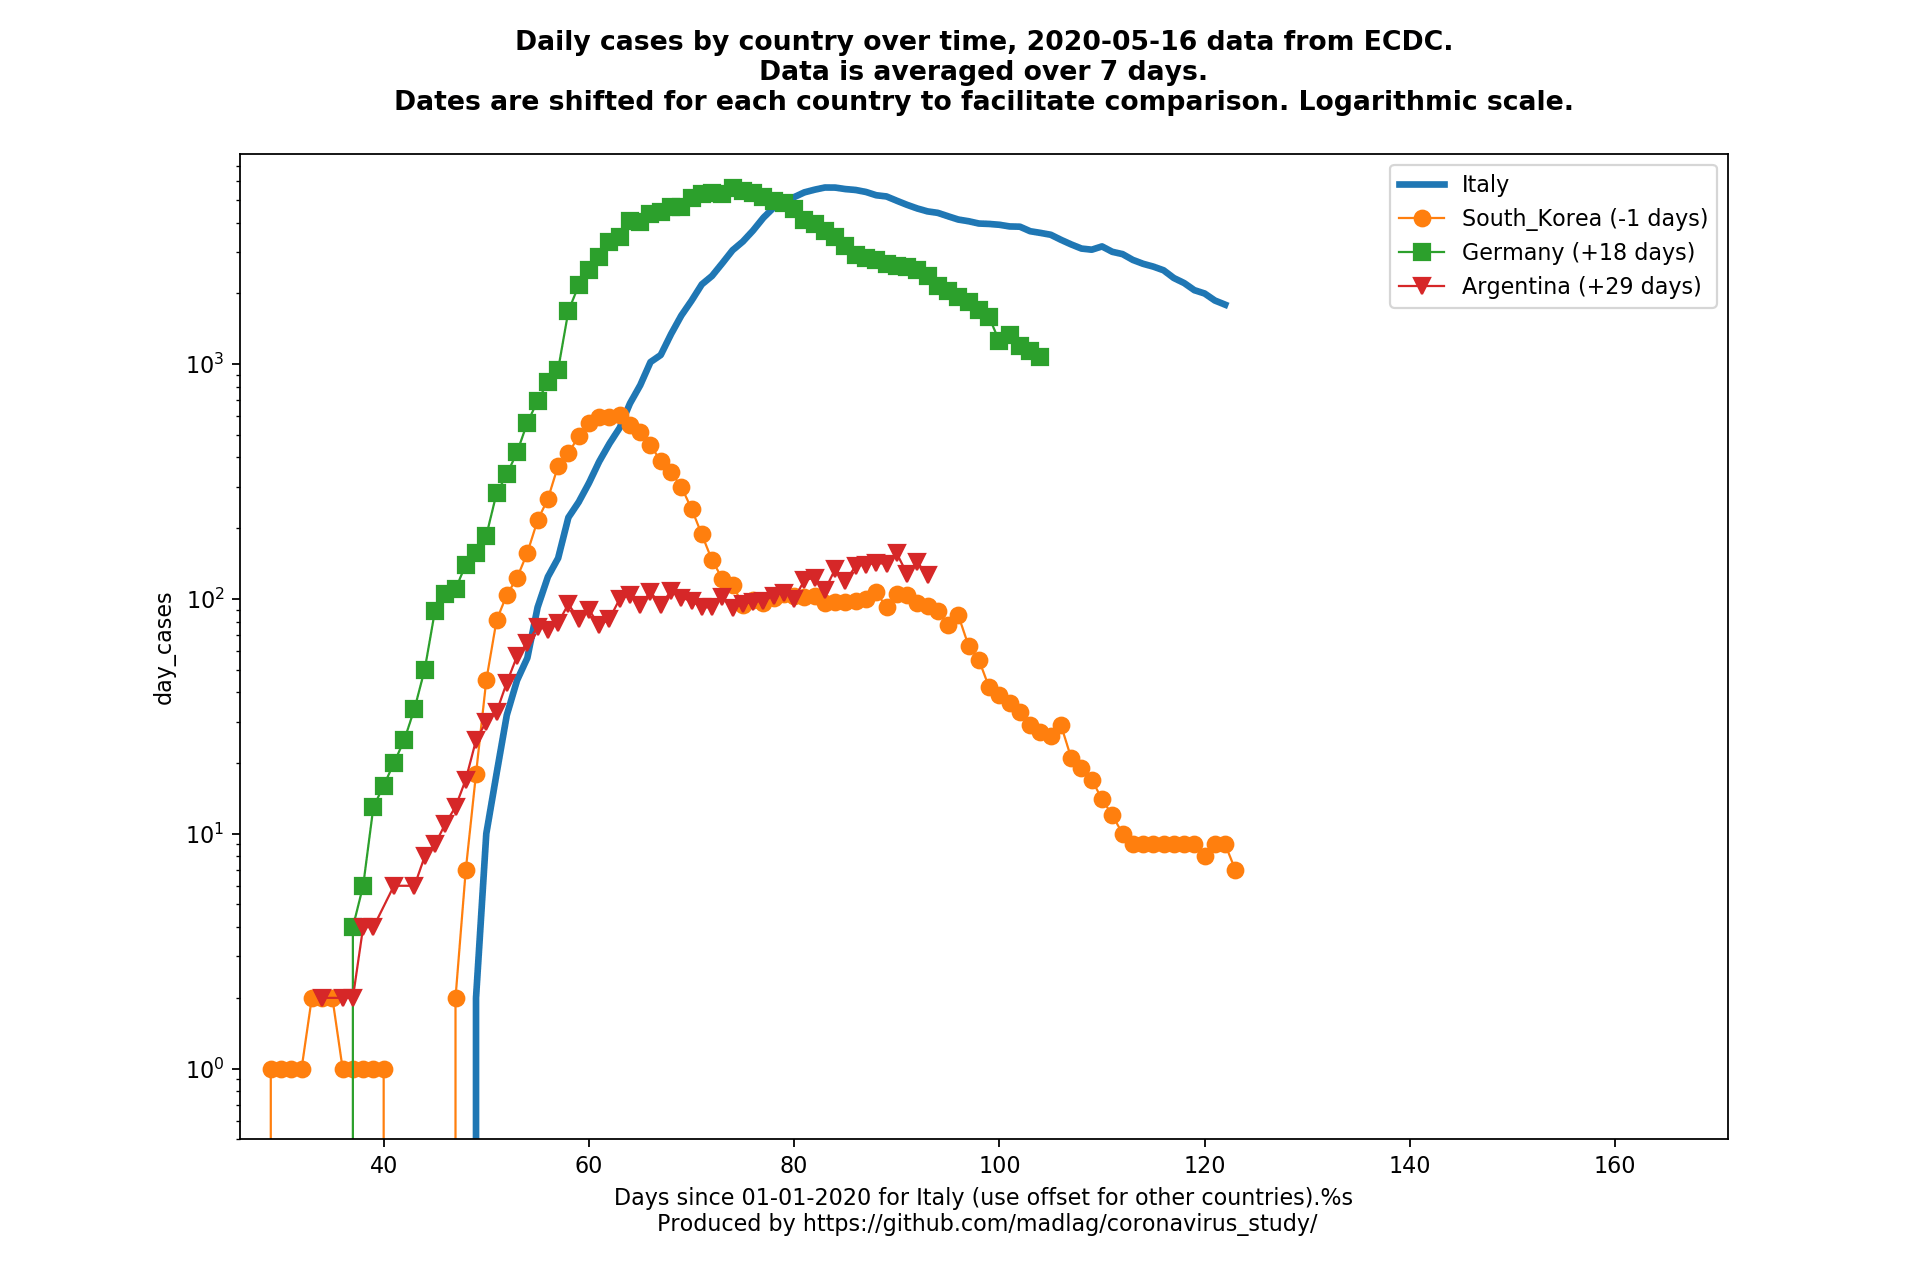 Daily cases by country over time, 2020-05-16 data from ECDC.
Data is averaged over 7 days.
Dates are shifted for each country to facilitate comparison. Logarithmic scale.
Italy
South_Korea (-1 days)
Germany (+18 days)
Argentina (+29 days)
10³
10²
10¹
10⁰
day_cases
40 60 80 100 120 140 160
Days since 01-01-2020 for Italy (use offset for other countries).%s
Produced by https://github.com/madlag/coronavirus_study/